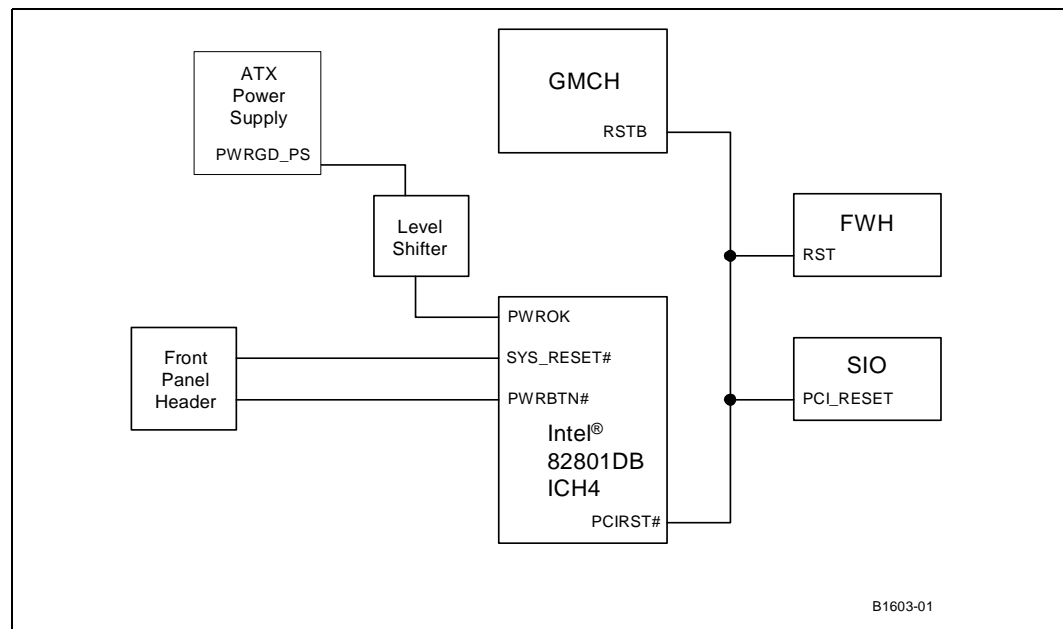 ATX
Power
Supply
PWRGD_PS
GMCH
RSTB
Level
Shifter
FWH
RST
Front
Panel
Header
PWROK
SYS_RESET#
PWRBTN#
Intel®
82801DB
ICH4
PCIRST#
SIO
PCI_RESET
B1603-01